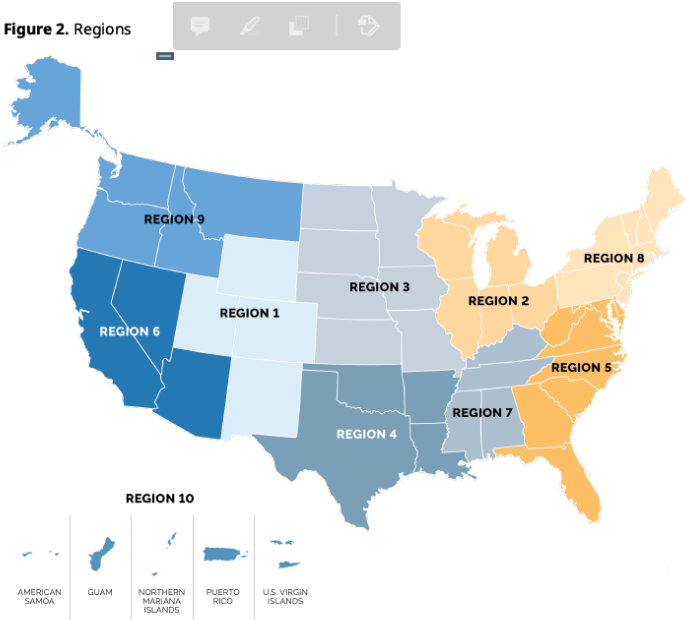 Figure 2. Regions
REGION 9
REGION 8
REGION 3
REGION 2
REGION 1
REGION 6
REGION 5
REGION 7
REGION 4
REGION 10
AMERICAN
SAMOA
GUAM
NORTHERN
MARIANA
ISLANDS
PUERTO
RICO
U.S. VIRGIN
ISLANDS